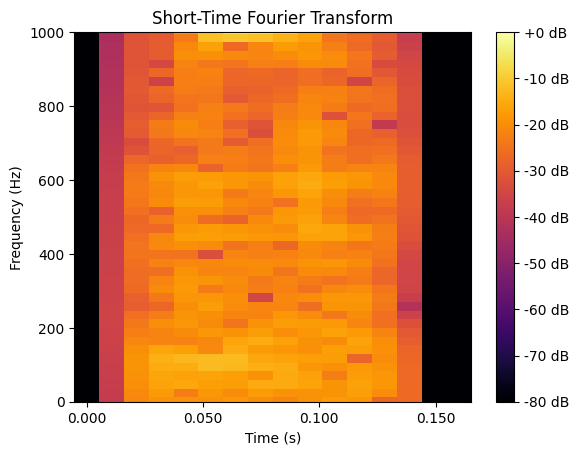 Short-Time Fourier Transform
Frequency (Hz)
1000
800
600
400
200
0
0.000
0.050
0.100
0.150
Time (s)
+0 dB
-10 dB
-20 dB
-30 dB
-40 dB
-50 dB
-60 dB
-70 dB
-80 dB